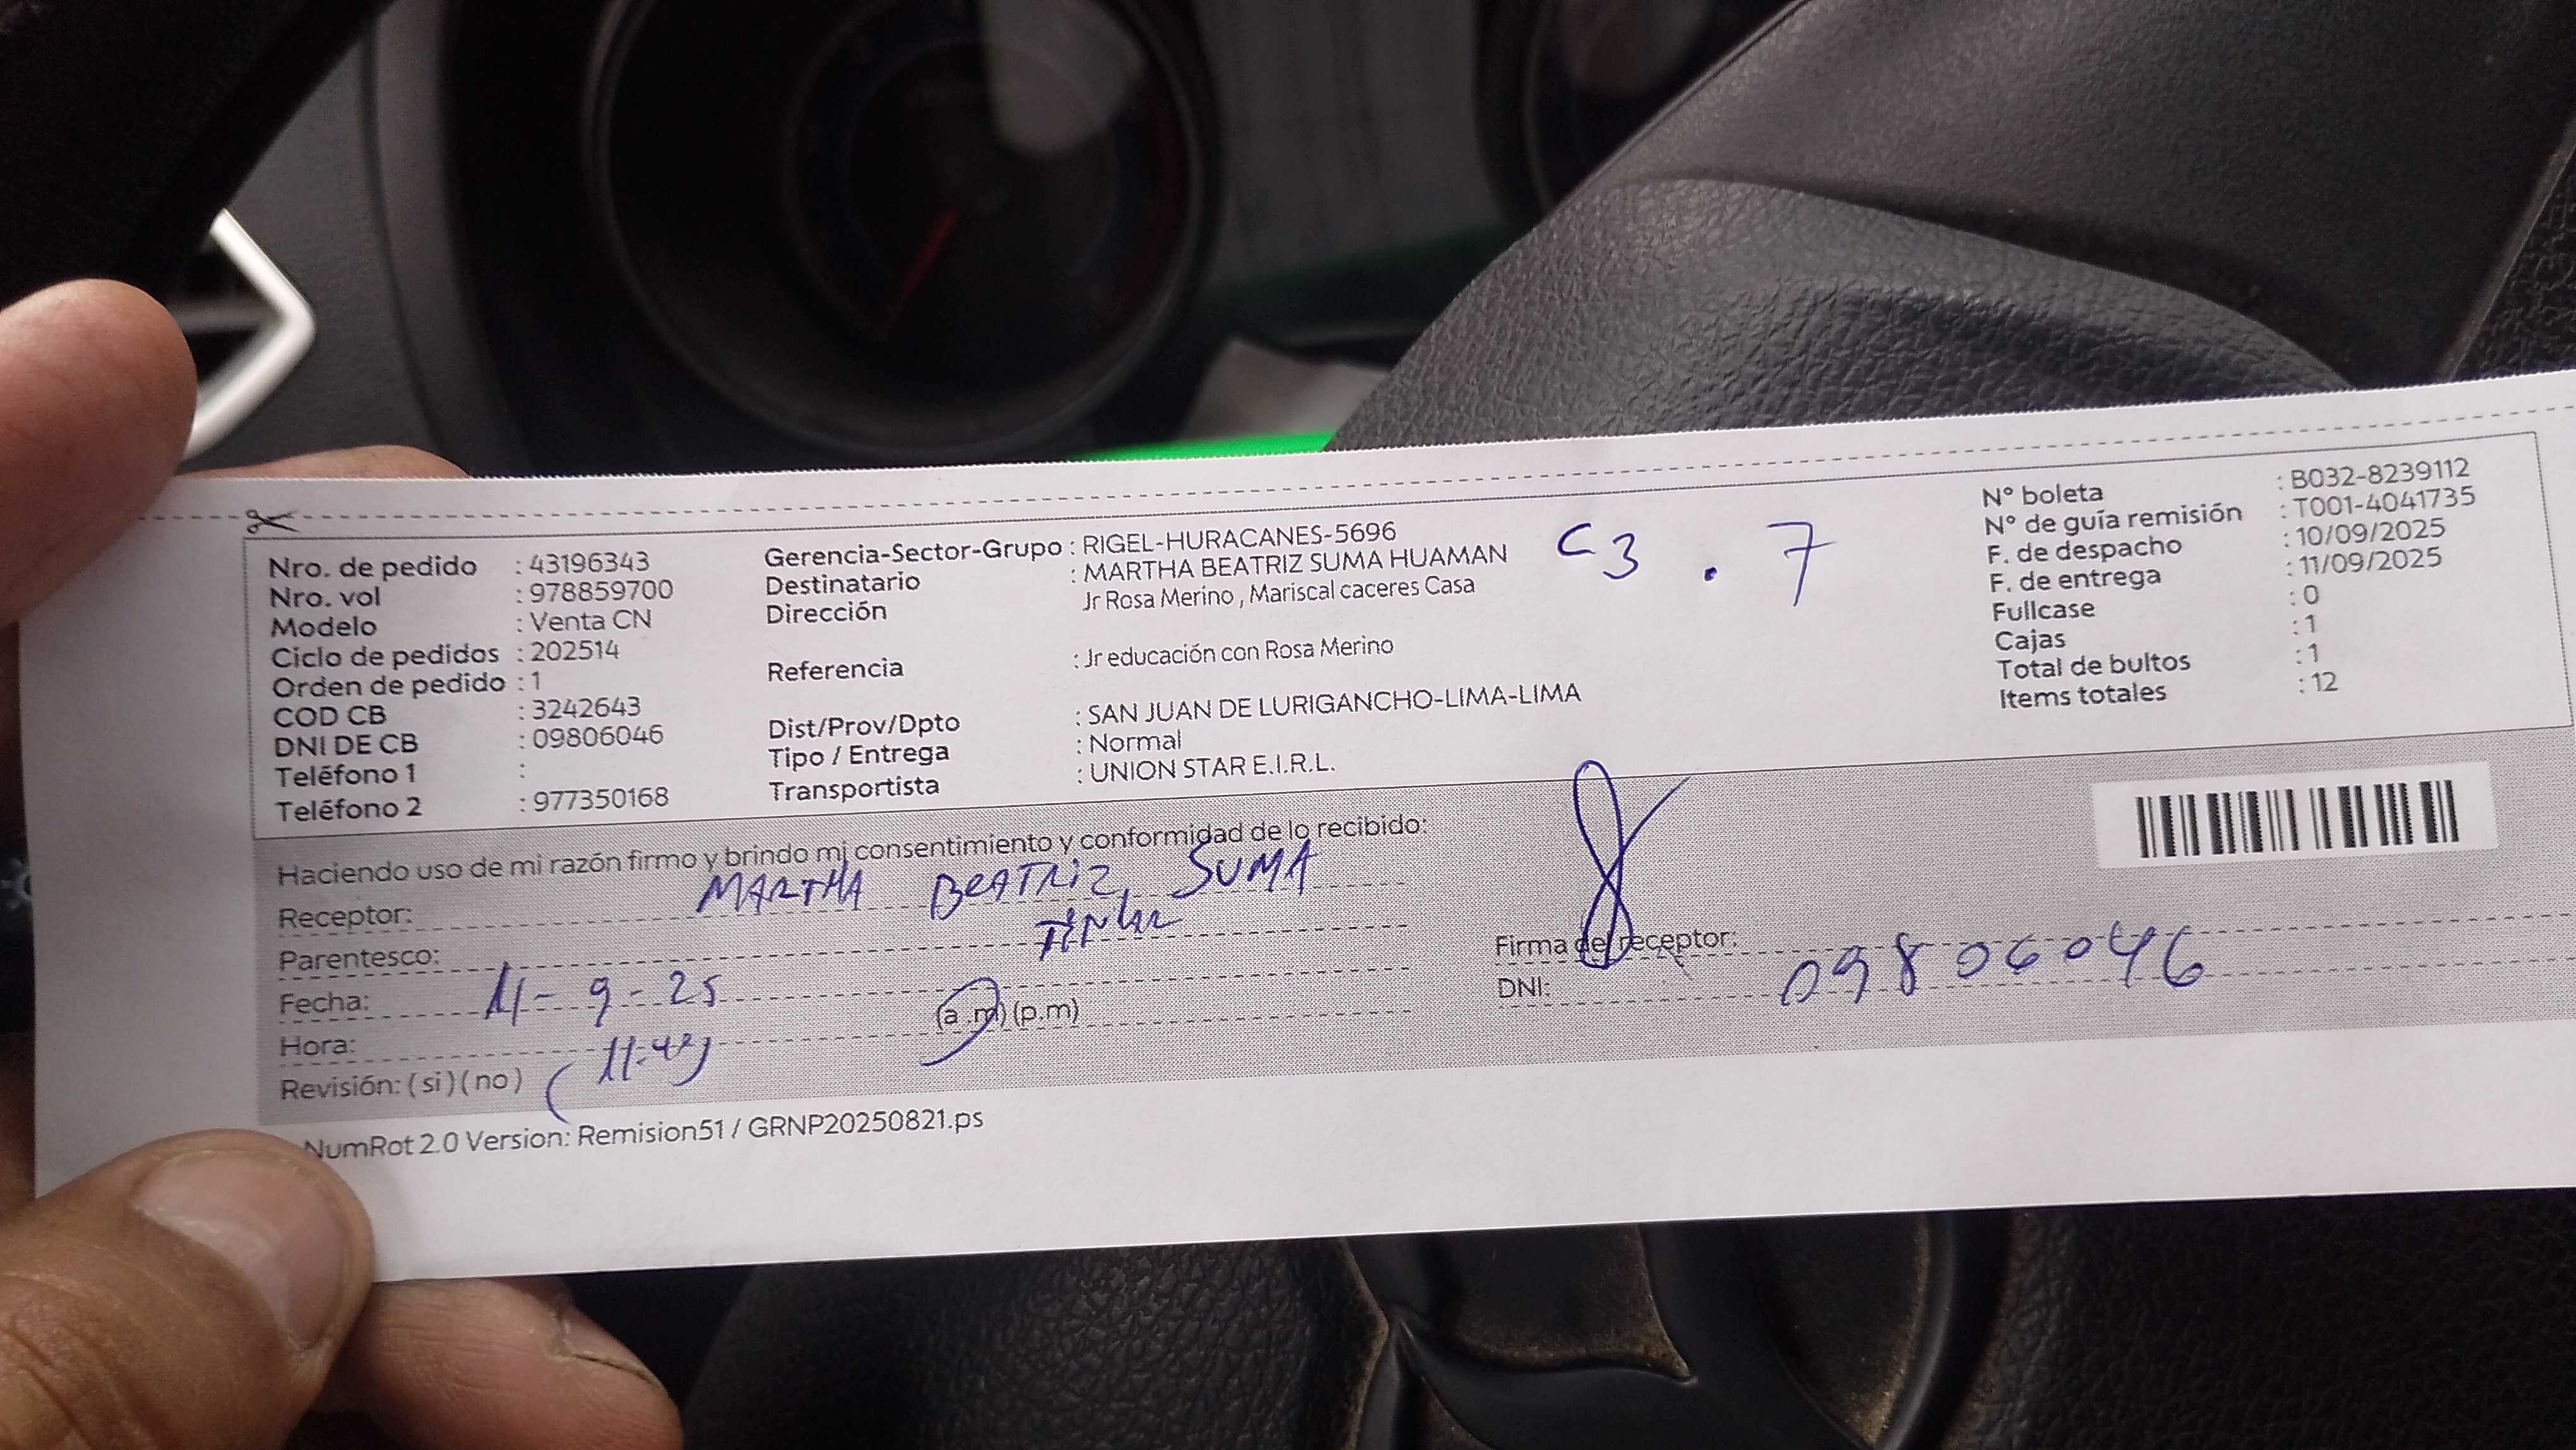 Nro. de pedido : 43196343
Nro. vol : 978859700
Modelo : Venta CN
Ciclo de pedidos : 202514
Orden de pedido : 1
COD CB : 3242643
DNI DE CB : 09806046
Teléfono 1 :
Teléfono 2 : 977350168
Gerencia-Sector-Grupo : RIGEL-HURACANES-5696
Destinatario : MARTHA BEATRIZ SUMA HUAMAN
Dirección Jr Rosa Merino , Mariscal caceres Casa
Referencia : Jr educación con Rosa Merino
Dist/Prov/Dpto : SAN JUAN DE LURIGANCHO-LIMA-LIMA
Tipo / Entrega : Normal
Transportista : UNION STAR E.I.R.L.
C3 . 7
N° boleta : B032-8239112
N° de guía remisión : T001-4041735
F. de despacho : 10/09/2025
F. de entrega : 11/09/2025
Fullcase : 0
Cajas : 1
Total de bultos : 1
Items totales : 12
Haciendo uso de mi razón firmo y brindo mi consentimiento y conformidad de lo recibido:
Receptor: MARTHA BEATRIZ SUMA
Parentesco:
Fecha: 11-9-25
Hora: (a .m) (p.m)
Revisión: (si) (no)
Firma de receptor:
DNI: 09806046
NumRot 2.0 Version: Remision51 / GRNP20250821.ps